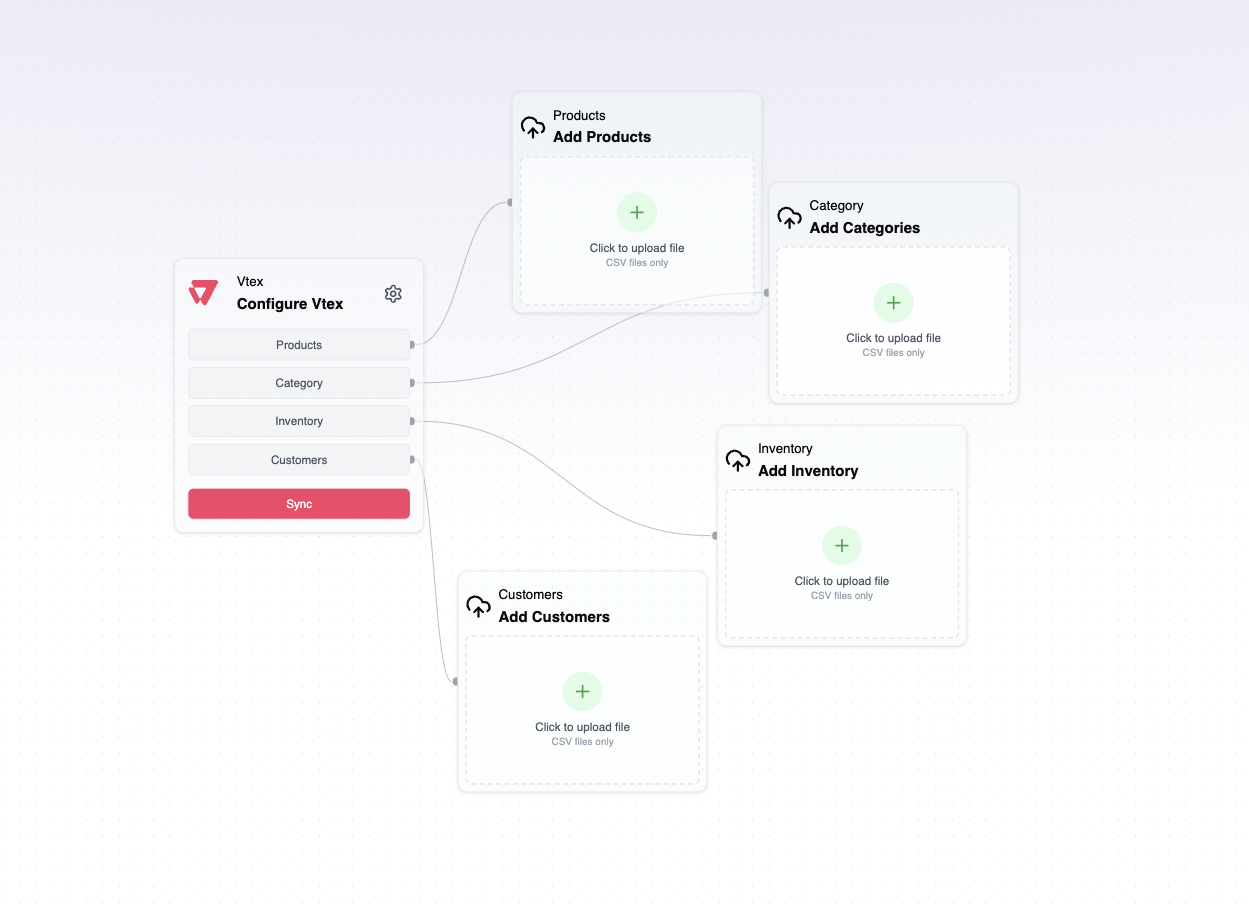 Vtex
Configure Vtex
Products
Category
Inventory
Customers
Sync
Products
Add Products
Click to upload file
CSV files only
Category
Add Categories
Click to upload file
CSV files only
Inventory
Add Inventory
Click to upload file
CSV files only
Customers
Add Customers
Click to upload file
CSV files only